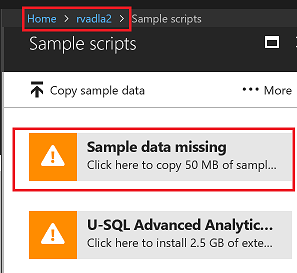 Home > rvadla2 > Sample scripts
Sample scripts
Copy sample data
••• More
Sample data missing
Click here to copy 50 MB of sampl...
U-SQL Advanced Analytic...
Click here to install 2.5 GB of exte...